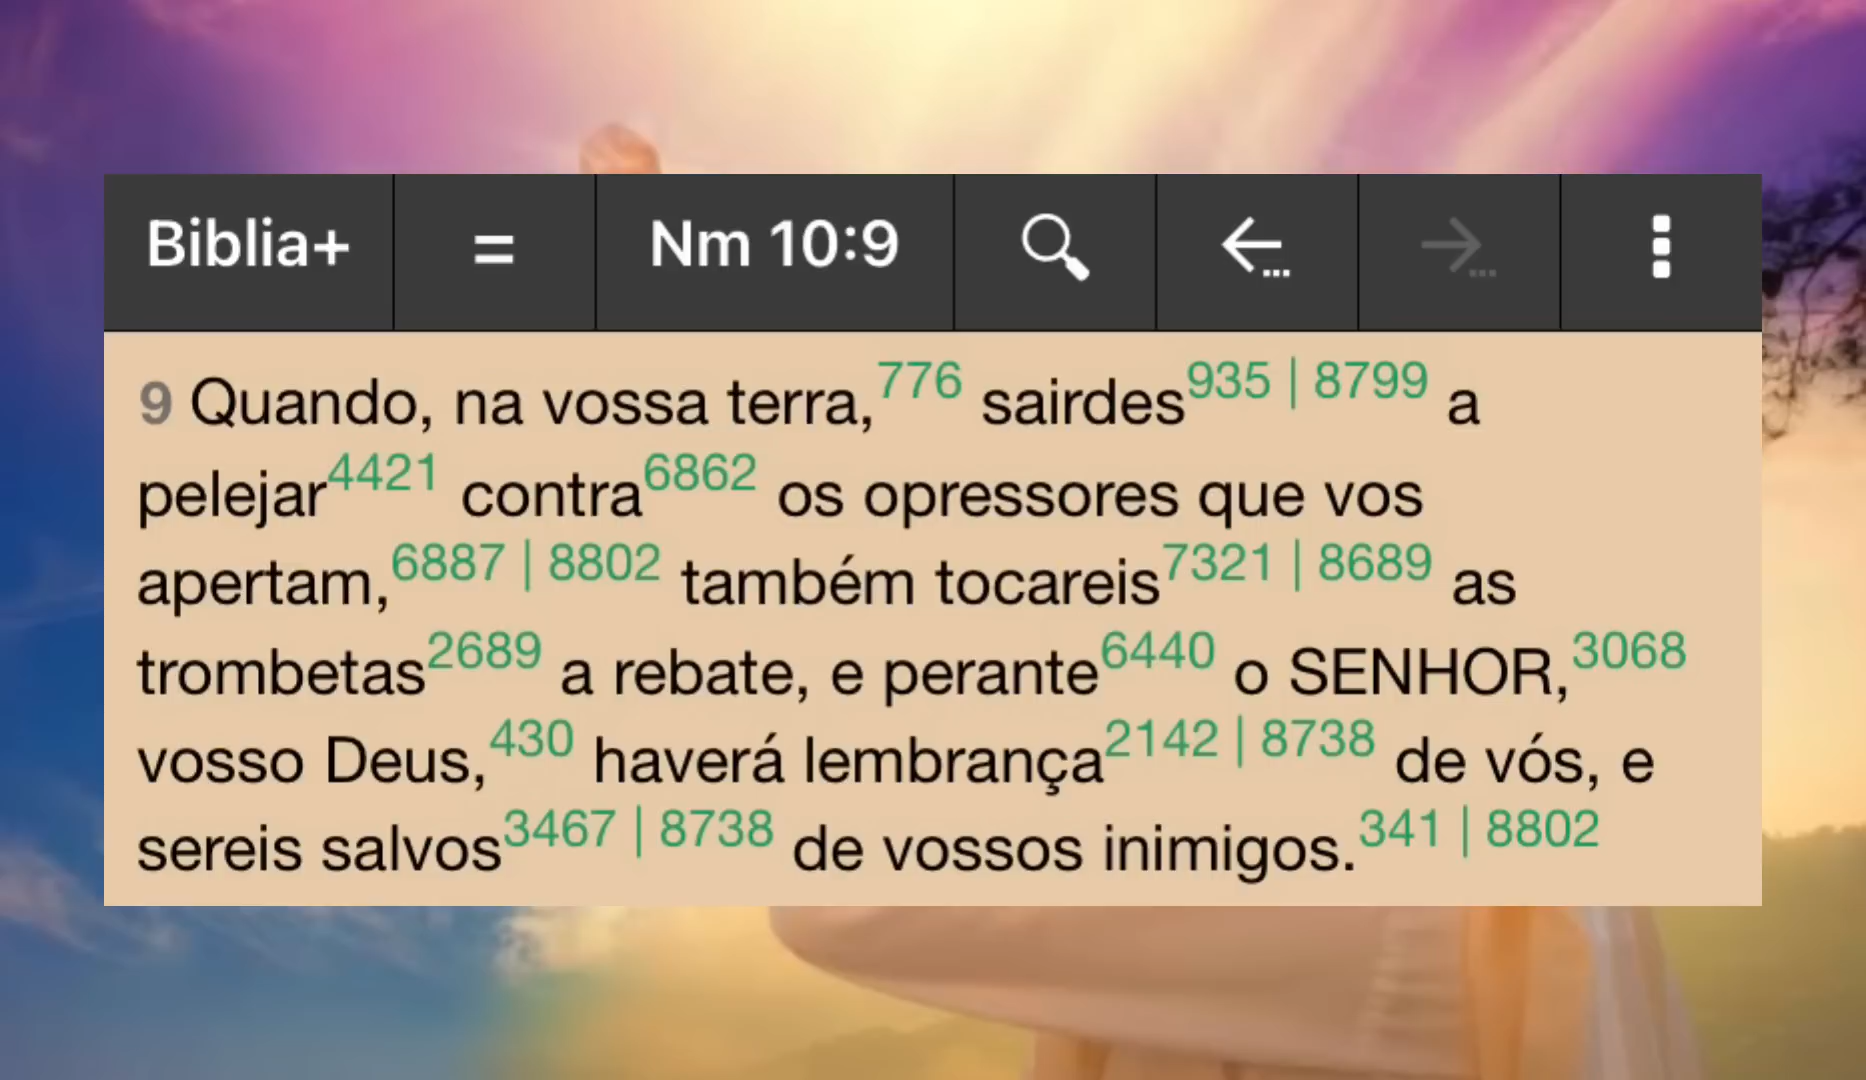 Biblia+ = Nm 10:9
9 Quando, na vossa terra,776 sairdes935 | 8799 a
pelejar4421 contra6862 os opressores que vos
apertam,6887 | 8802 também tocareis7321 | 8689 as
trombetas2689 a rebate, e perante6440 o SENHOR,3068
vosso Deus,430 haverá lembrança2142 | 8738 de vós, e
sereis salvos3467 | 8738 de vossos inimigos.341 | 8802